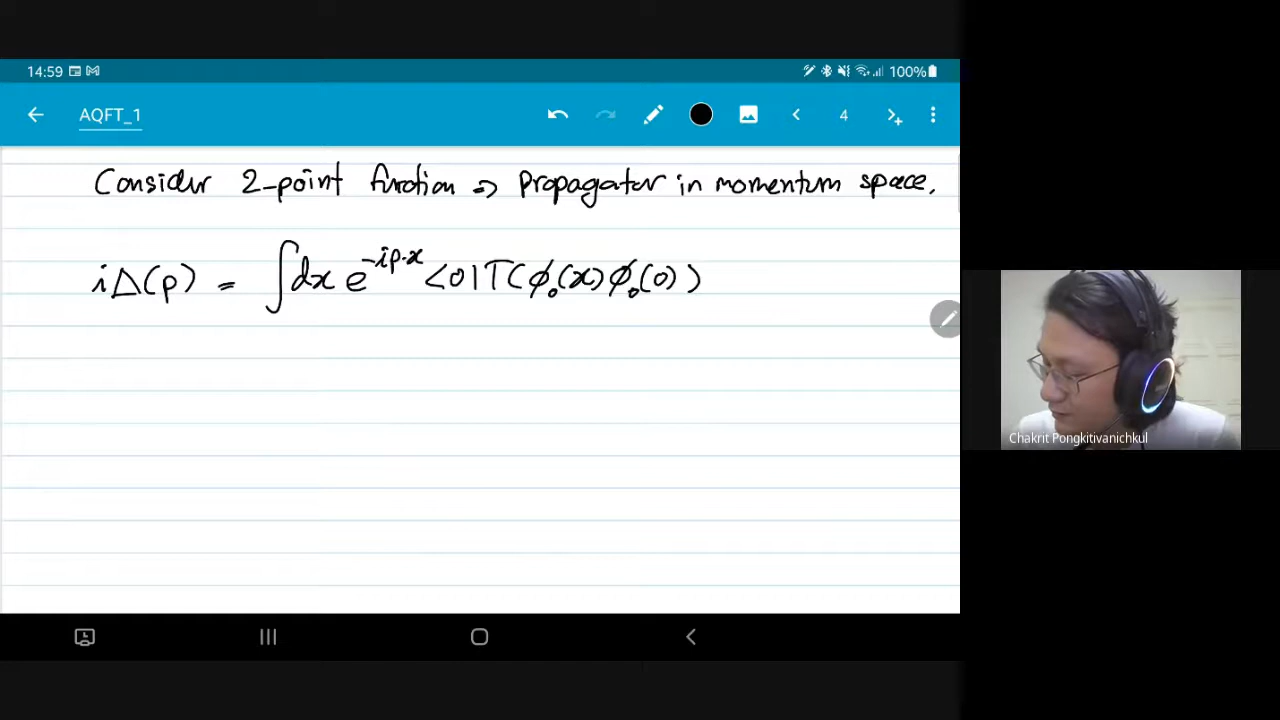 14:59 100%
AQFT_1 4
Consider 2-point function ⇒ Propagator in momentum space.
iΔ(p) = ∫dx e^{-ip·x} <0|T(ϕ₀(x)ϕ₀(0))
Chakrit Pongkitivanichkul